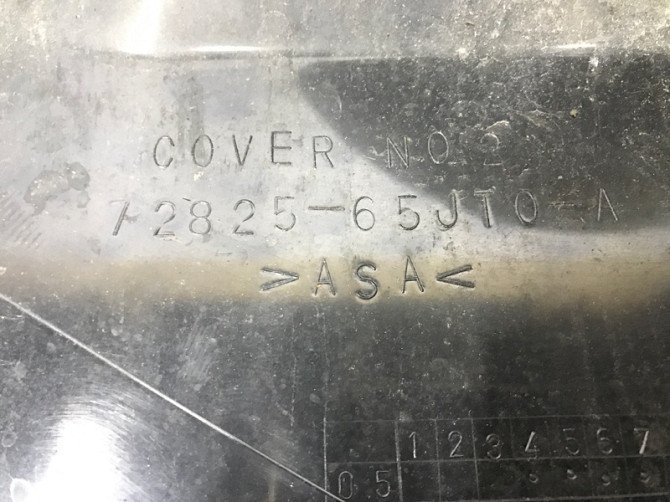 COVER NO 2
72825-65JT0-A
>ASA<
1 2 3 4 5 6 7
05